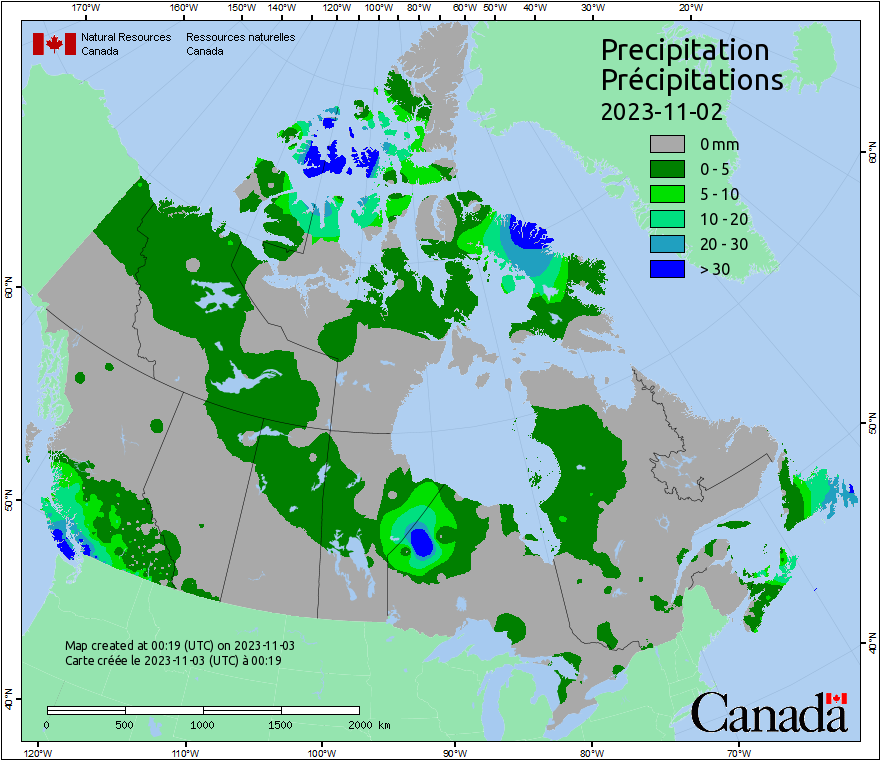 170°W 160°W 150°W 140°W 130°W 120°W 110°W 100°W 90°W 80°W 70°W 60°W 50°W 40°W 30°W 20°W
Natural Resources Canada
Ressources naturelles Canada
Precipitation
Précipitations
2023-11-02
0 mm
0 - 5
5 - 10
10 - 20
20 - 30
> 30
60°N
60°N
50°N
50°N
40°N
40°N
Map created at 00:19 (UTC) on 2023-11-03
Carte créée le 2023-11-03 (UTC) à 00:19
0 500 1000 1500 2000 km
Canada
120°W 110°W 100°W 90°W 80°W 70°W